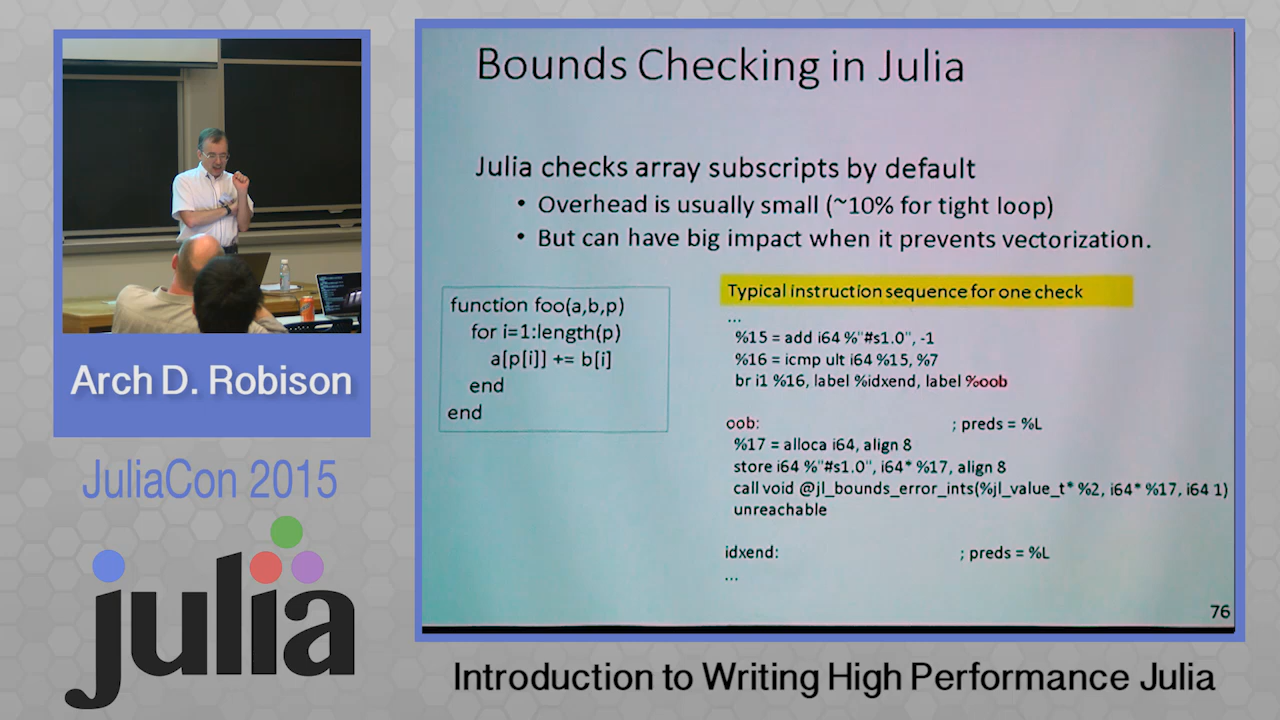 Bounds Checking in Julia
Julia checks array subscripts by default
• Overhead is usually small (~10% for tight loop)
• But can have big impact when it prevents vectorization.
function foo(a,b,p)
for i=1:length(p)
a[p[i]] += b[i]
end
end
Typical instruction sequence for one check
...
%15 = add i64 %"#s1.0", -1
%16 = icmp ult i64 %15, %7
br i1 %16, label %idxend, label %oob
oob: ; preds = %L
%17 = alloca i64, align 8
store i64 %"#s1.0", i64* %17, align 8
call void @jl_bounds_error_ints(%jl_value_t* %2, i64* %17, i64 1)
unreachable
idxend: ; preds = %L
...
76
Arch D. Robison
JuliaCon 2015
julia
Introduction to Writing High Performance Julia